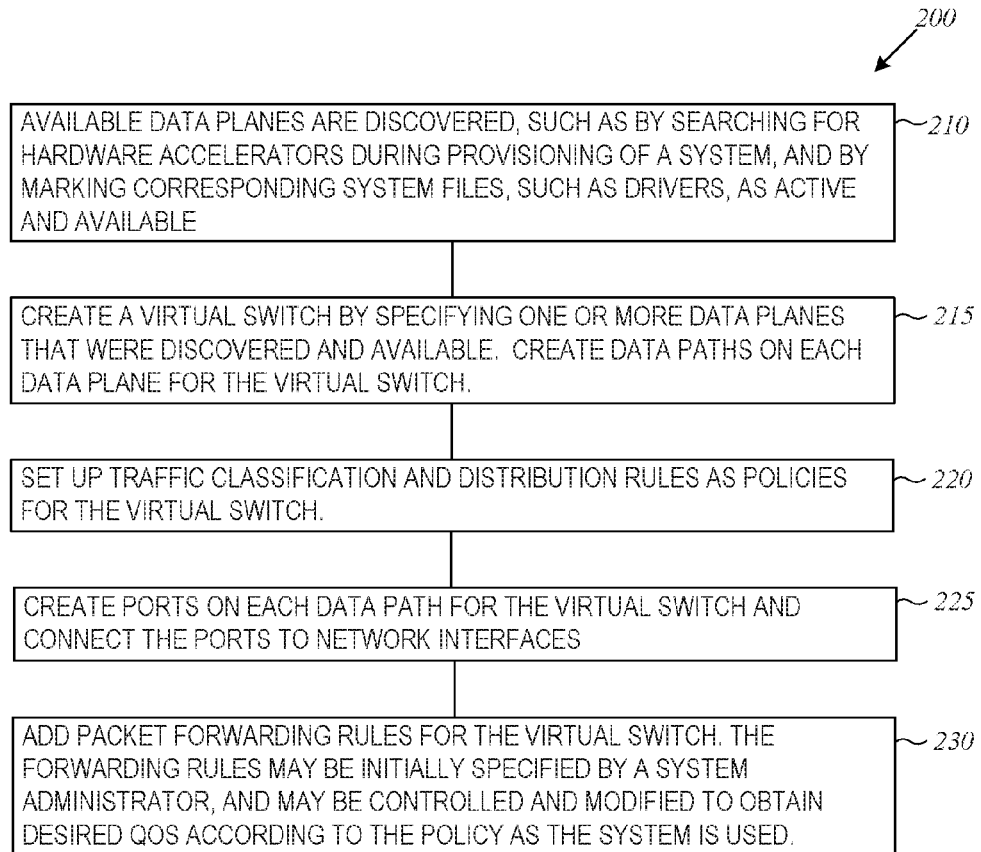 200
AVAILABLE DATA PLANES ARE DISCOVERED, SUCH AS BY SEARCHING FOR
HARDWARE ACCELERATORS DURING PROVISIONING OF A SYSTEM, AND BY
MARKING CORRESPONDING SYSTEM FILES, SUCH AS DRIVERS, AS ACTIVE
AND AVAILABLE
210
CREATE A VIRTUAL SWITCH BY SPECIFYING ONE OR MORE DATA PLANES
THAT WERE DISCOVERED AND AVAILABLE. CREATE DATA PATHS ON EACH
DATA PLANE FOR THE VIRTUAL SWITCH.
215
SET UP TRAFFIC CLASSIFICATION AND DISTRIBUTION RULES AS POLICIES
FOR THE VIRTUAL SWITCH.
220
CREATE PORTS ON EACH DATA PATH FOR THE VIRTUAL SWITCH AND
CONNECT THE PORTS TO NETWORK INTERFACES
225
ADD PACKET FORWARDING RULES FOR THE VIRTUAL SWITCH. THE
FORWARDING RULES MAY BE INITIALLY SPECIFIED BY A SYSTEM
ADMINISTRATOR, AND MAY BE CONTROLLED AND MODIFIED TO OBTAIN
DESIRED QOS ACCORDING TO THE POLICY AS THE SYSTEM IS USED.
230